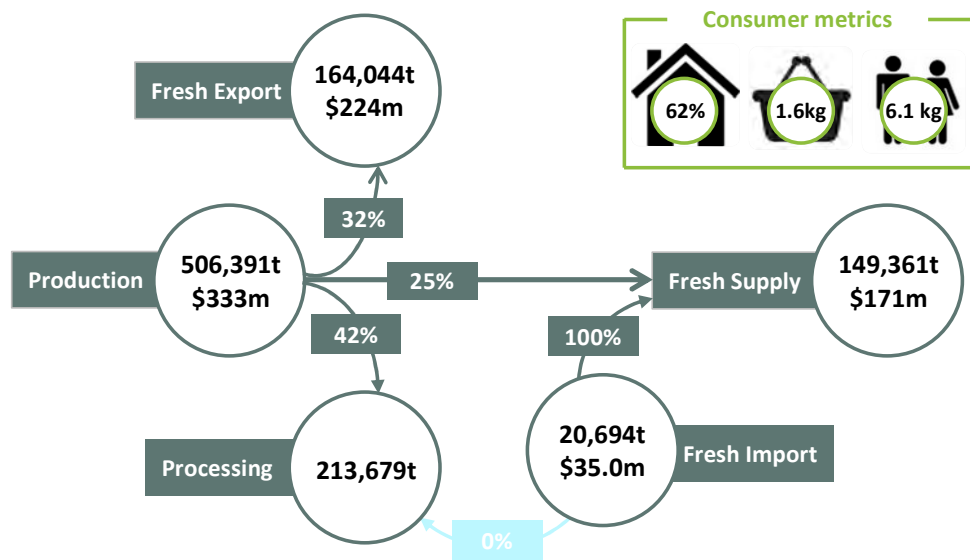 Consumer metrics
62%
1.6kg
6.1 kg
Fresh Export
164,044t
$224m
32%
Production
506,391t
$333m
25%
Fresh Supply
149,361t
$171m
42%
100%
Processing
213,679t
20,694t
$35.0m
Fresh Import
0%